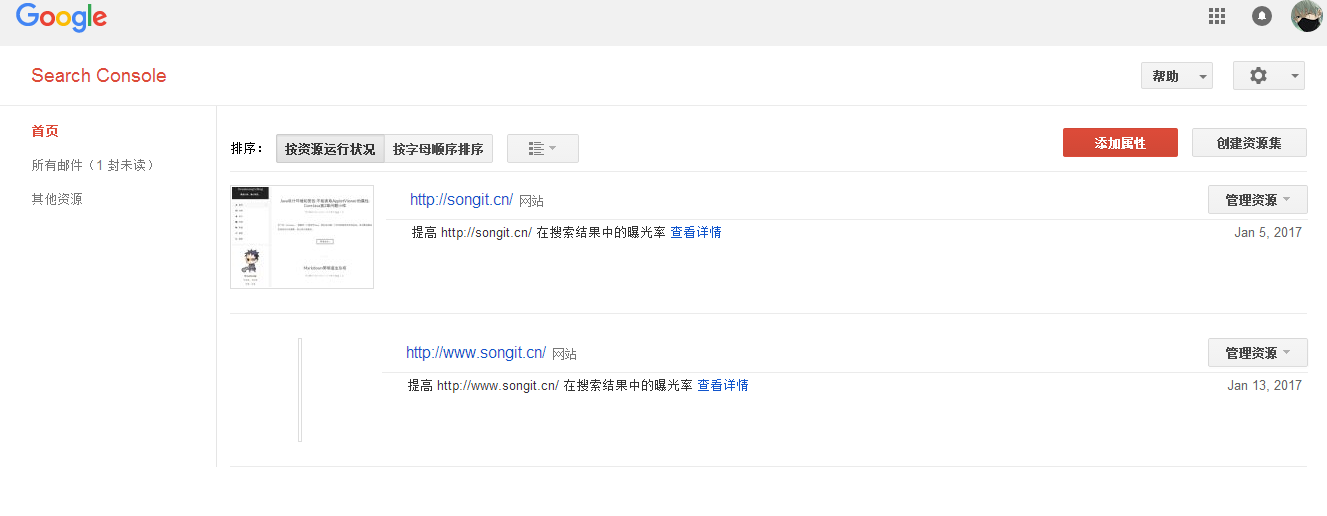 Google
Search Console
帮助
首页
所有邮件（1 封未读）
其他资源
排序： 按资源运行状况 按字母顺序排序
添加属性 创建资源集
http://songit.cn/ 网站
管理资源
提高 http://songit.cn/ 在搜索结果中的曝光率 查看详情
Jan 5, 2017
http://www.songit.cn/ 网站
管理资源
提高 http://www.songit.cn/ 在搜索结果中的曝光率 查看详情
Jan 13, 2017